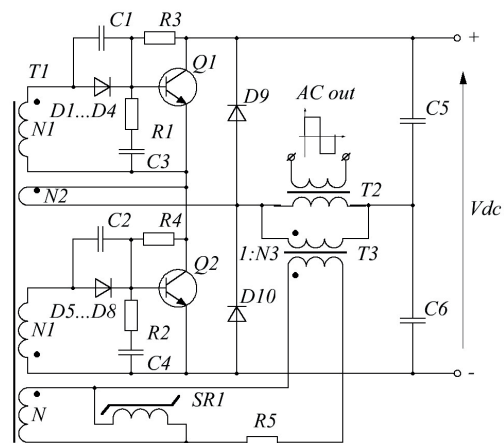 C1
R3
+
T1
Q1
D1...D4
N1
R1
C3
D9
AC out
C5
N2
T2
Vdc
C2
R4
1:N3
T3
Q2
N1
D5...D8
R2
D10
C6
C4
-
N
SR1
R5